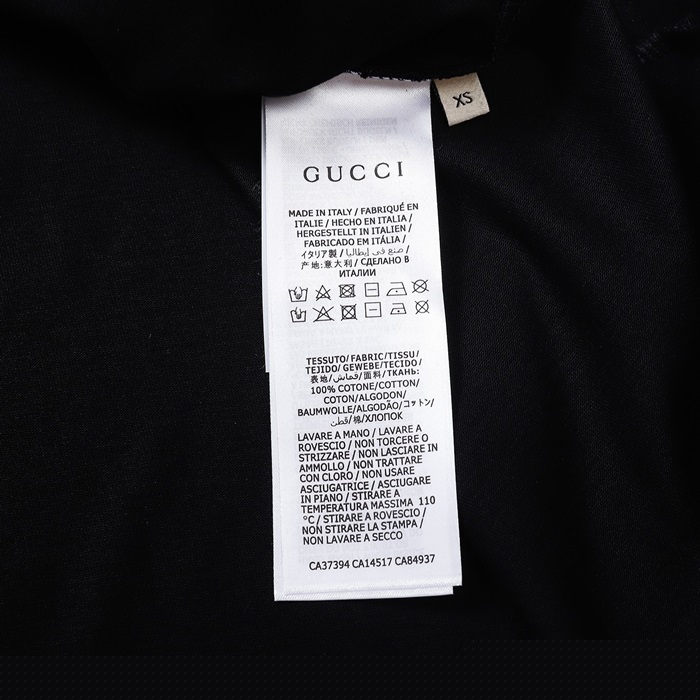 XS
GUCCI
MADE IN ITALY / FABRIQUÉ EN
ITALIE / HECHO EN ITALIA /
HERGESTELLT IN ITALIEN /
FABRICADO EM ITÁLIA /
イタリア製 / صنع في إيطاليا /
产地:意大利 / СДЕЛАНО В
ИТАЛИИ
TESSUTO/ FABRIC/TISSU/
TEJIDO/ GEWEBE/TECIDO/
表地/قماش/面料/ТКАНЬ:
100% COTONE/COTTON/
COTON/ALGODON/
BAUMWOLLE/ALGODÃO/コットン/
قطن/棉/ХЛОПОК
LAVARE A MANO / LAVARE A
ROVESCIO / NON TORCERE O
STRIZZARE / NON LASCIARE IN
AMMOLLO / NON TRATTARE
CON CLORO / NON USARE
ASCIUGATRICE / ASCIUGARE
IN PIANO / STIRARE A
TEMPERATURA MASSIMA 110
°C / STIRARE A ROVESCIO /
NON STIRARE LA STAMPA /
NON LAVARE A SECCO
CA37394 CA14517 CA84937